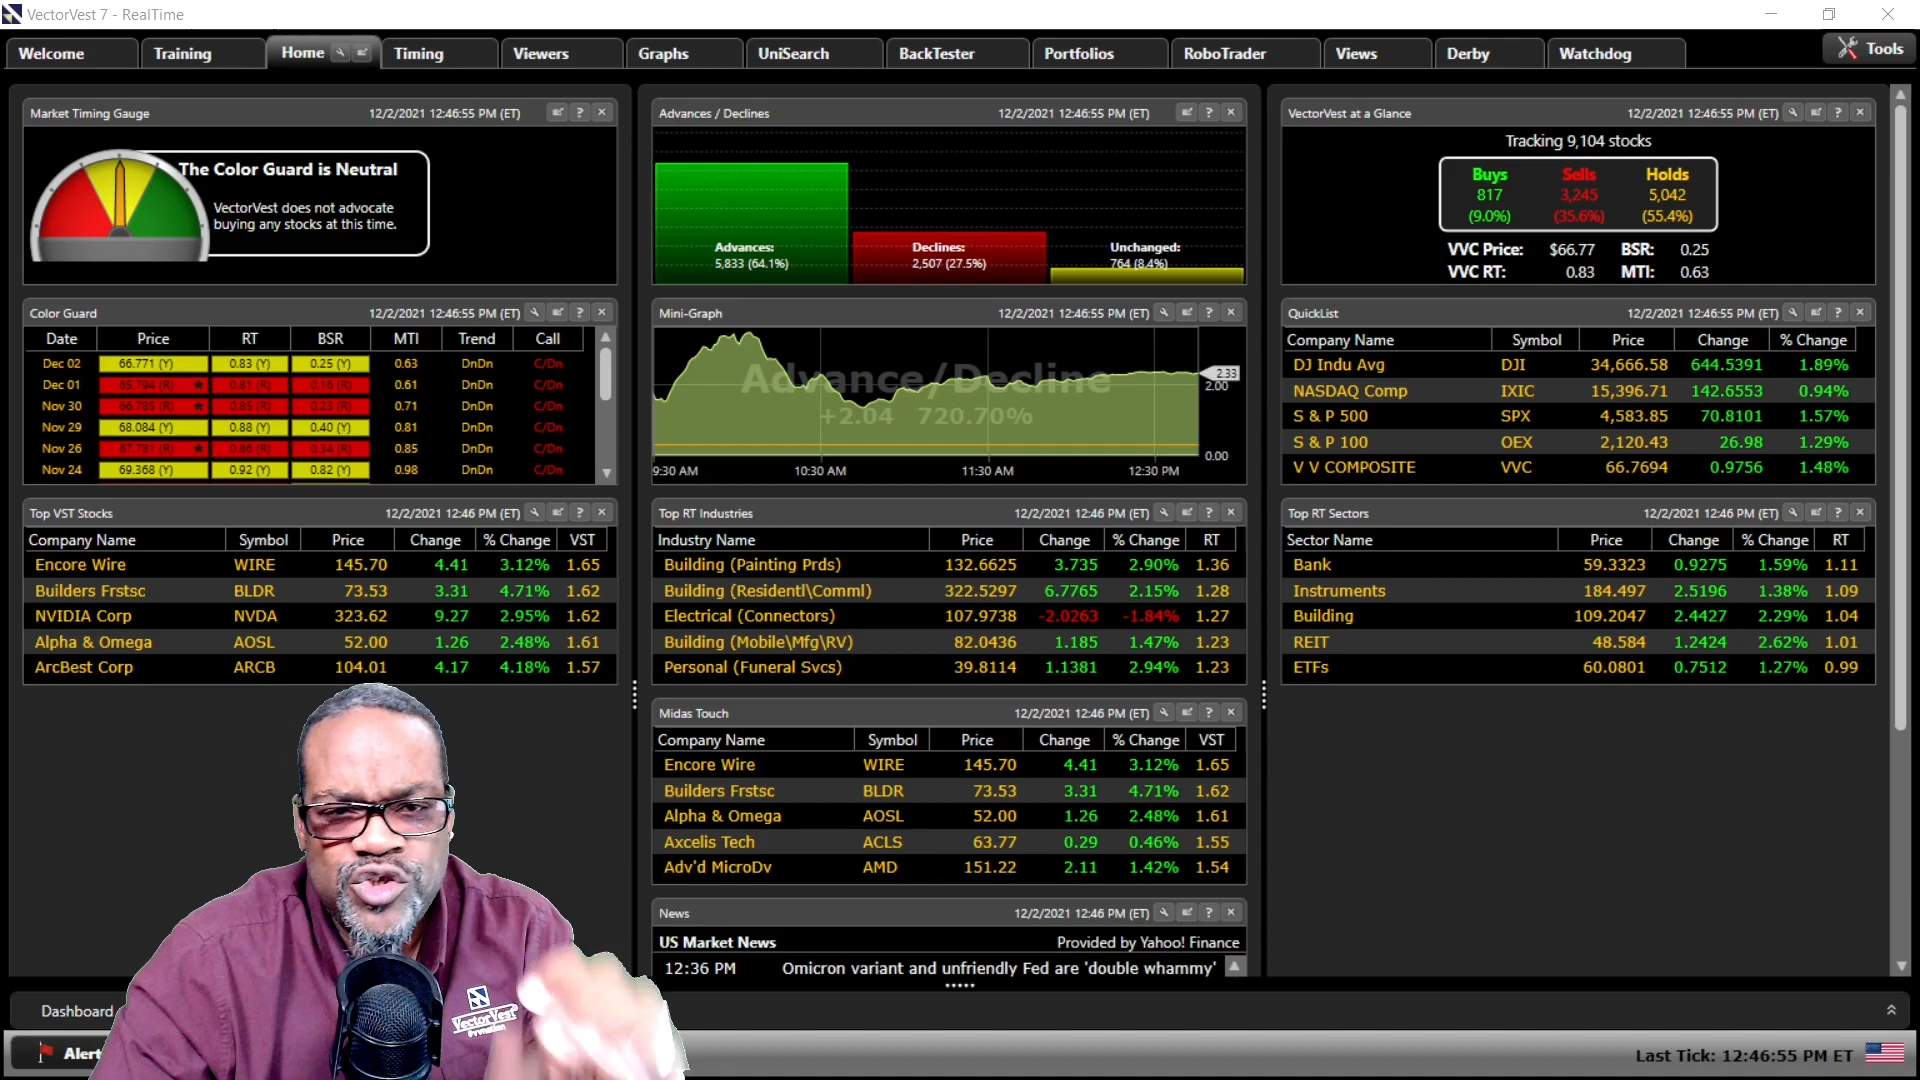 VectorVest 7 - RealTime
Welcome Training Home Timing Viewers Graphs UniSearch BackTester Portfolios RoboTrader Views Derby Watchdog Tools
Market Timing Gauge 12/2/2021 12:46:55 PM (ET)
The Color Guard is Neutral
VectorVest does not advocate
buying any stocks at this time.
Advances / Declines 12/2/2021 12:46:55 PM (ET)
Advances: Declines: Unchanged:
5,833 (64.1%) 2,507 (27.5%) 764 (8.4%)
VectorVest at a Glance 12/2/2021 12:46:55 PM (ET)
Tracking 9,104 stocks
Buys Sells Holds
817 3,245 5,042
(9.0%) (35.6%) (55.4%)
VVC Price: $66.77 BSR: 0.25
VVC RT: 0.83 MTI: 0.63
Color Guard 12/2/2021 12:46:55 PM (ET)
Date Price RT BSR MTI Trend Call
Dec 02 66.771 (Y) 0.83 (Y) 0.25 (Y) 0.63 DnDn C/Dn
Dec 01 65.794 (R) ★ 0.81 (R) 0.16 (R) 0.61 DnDn C/Dn
Nov 30 66.785 (R) ★ 0.85 (R) 0.23 (R) 0.71 DnDn C/Dn
Nov 29 68.084 (Y) 0.88 (Y) 0.40 (Y) 0.81 DnDn C/Dn
Nov 26 67.781 (R) ★ 0.86 (R) 0.34 (R) 0.85 DnDn C/Dn
Nov 24 69.368 (Y) 0.92 (Y) 0.82 (Y) 0.98 DnDn C/Dn
Mini-Graph 12/2/2021 12:46:55 PM (ET)
Advance/Decline
+2.04 720.70%
2.33
2.00
0.00
9:30 AM 10:30 AM 11:30 AM 12:30 PM
QuickList 12/2/2021 12:46:55 PM (ET)
Company Name Symbol Price Change % Change
DJ Indu Avg DJI 34,666.58 644.5391 1.89%
NASDAQ Comp IXIC 15,396.71 142.6553 0.94%
S & P 500 SPX 4,583.85 70.8101 1.57%
S & P 100 OEX 2,120.43 26.98 1.29%
V V COMPOSITE VVC 66.7694 0.9756 1.48%
Top VST Stocks 12/2/2021 12:46 PM (ET)
Company Name Symbol Price Change % Change VST
Encore Wire WIRE 145.70 4.41 3.12% 1.65
Builders Frstsc BLDR 73.53 3.31 4.71% 1.62
NVIDIA Corp NVDA 323.62 9.27 2.95% 1.62
Alpha & Omega AOSL 52.00 1.26 2.48% 1.61
ArcBest Corp ARCB 104.01 4.17 4.18% 1.57
Top RT Industries 12/2/2021 12:46 PM (ET)
Industry Name Price Change % Change RT
Building (Painting Prds) 132.6625 3.735 2.90% 1.36
Building (Residentl\Comml) 322.5297 6.7765 2.15% 1.28
Electrical (Connectors) 107.9738 -2.0263 -1.84% 1.27
Building (Mobile\Mfg\RV) 82.0436 1.185 1.47% 1.23
Personal (Funeral Svcs) 39.8114 1.1381 2.94% 1.23
Top RT Sectors 12/2/2021 12:46 PM (ET)
Sector Name Price Change % Change RT
Bank 59.3323 0.9275 1.59% 1.11
Instruments 184.497 2.5196 1.38% 1.09
Building 109.2047 2.4427 2.29% 1.04
REIT 48.584 1.2424 2.62% 1.01
ETFs 60.0801 0.7512 1.27% 0.99
Midas Touch 12/2/2021 12:46 PM (ET)
Company Name Symbol Price Change % Change VST
Encore Wire WIRE 145.70 4.41 3.12% 1.65
Builders Frstsc BLDR 73.53 3.31 4.71% 1.62
Alpha & Omega AOSL 52.00 1.26 2.48% 1.61
Axcelis Tech ACLS 63.77 0.29 0.46% 1.55
Adv'd MicroDv AMD 151.22 2.11 1.42% 1.54
News 12/2/2021 12:46 PM (ET)
US Market News Provided by Yahoo! Finance
12:36 PM Omicron variant and unfriendly Fed are 'double whammy'
VectorVest
Dashboard
Alert
Last Tick: 12:46:55 PM ET